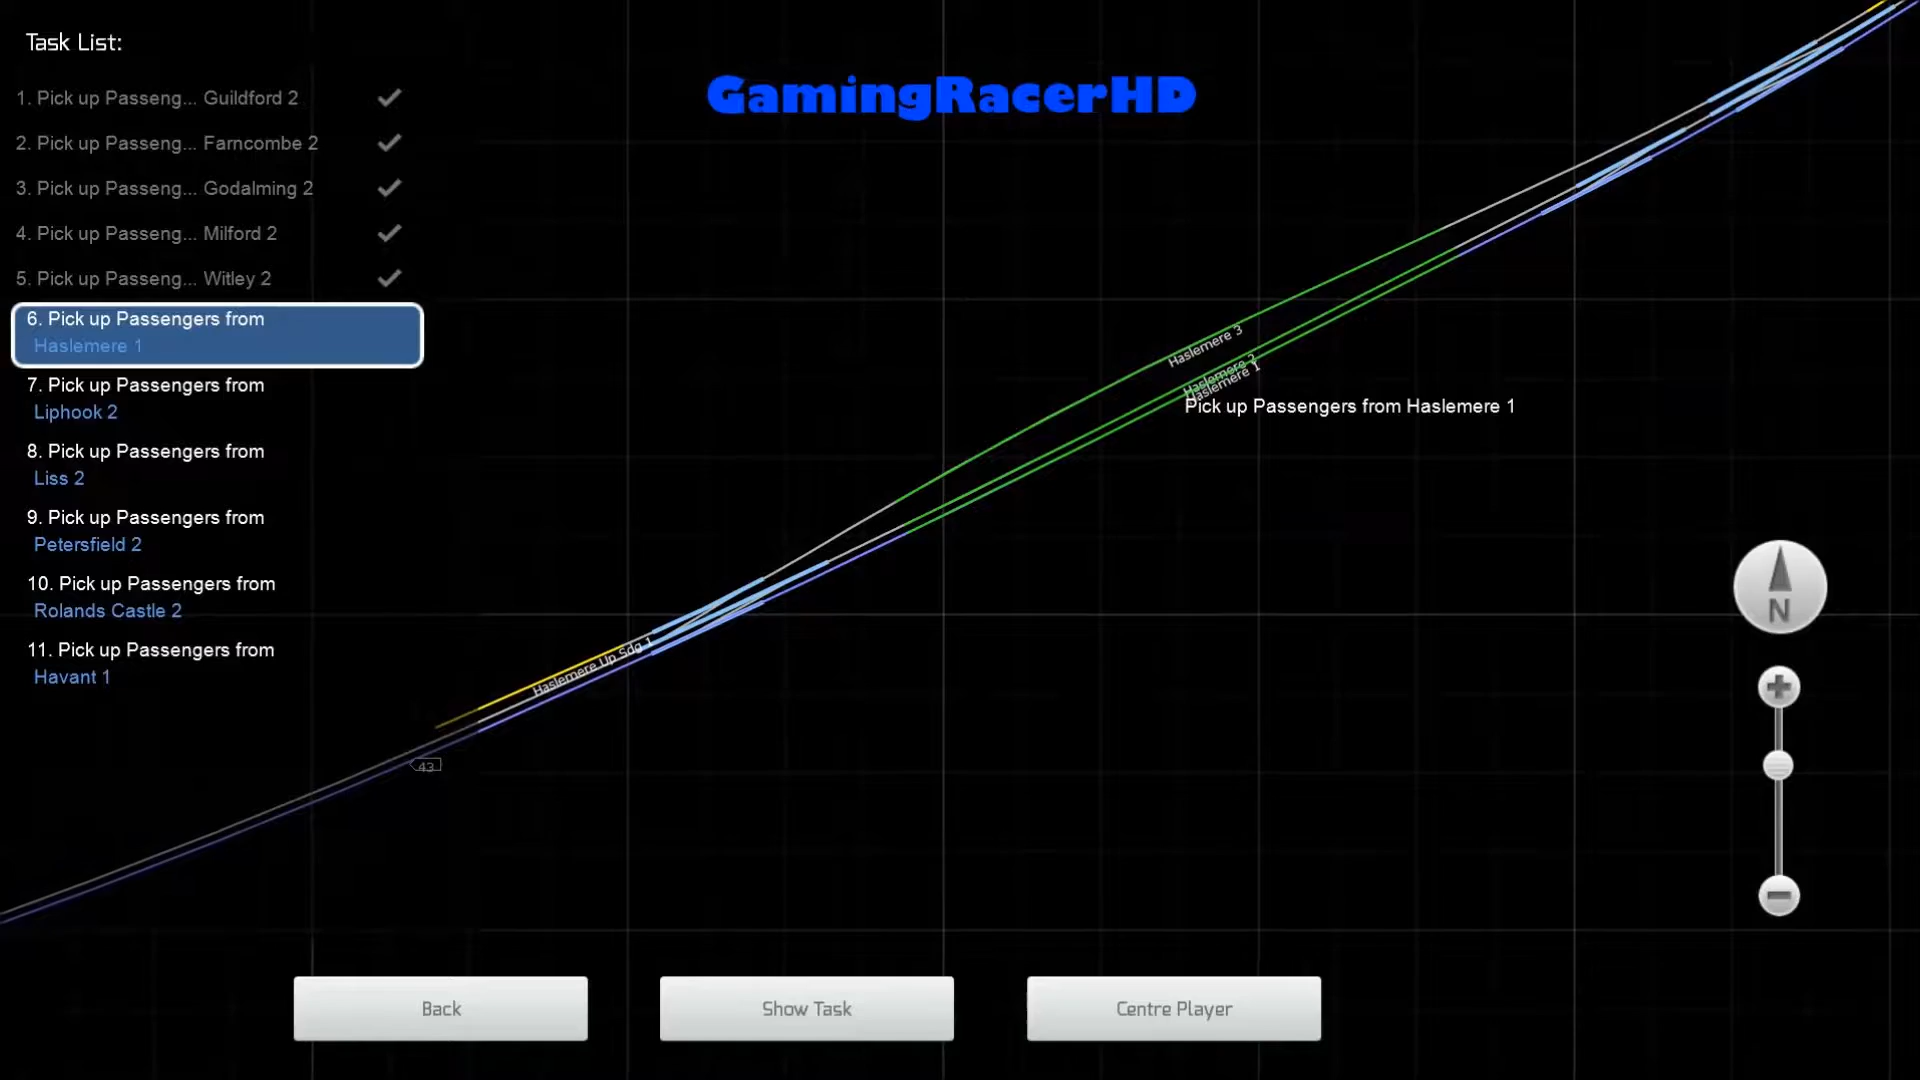 Task List:
GamingRacerHD
1. Pick up Passeng... Guildford 2
2. Pick up Passeng... Farncombe 2
3. Pick up Passeng... Godalming 2
4. Pick up Passeng... Milford 2
5. Pick up Passeng... Witley 2
6. Pick up Passengers from
Haslemere 1
7. Pick up Passengers from
Liphook 2
8. Pick up Passengers from
Liss 2
9. Pick up Passengers from
Petersfield 2
10. Pick up Passengers from
Rolands Castle 2
11. Pick up Passengers from
Havant 1
Haslemere 3
Haslemere 2
Haslemere 1
Pick up Passengers from Haslemere 1
Haslemere Up Sdg 1
43
N
Back
Show Task
Centre Player